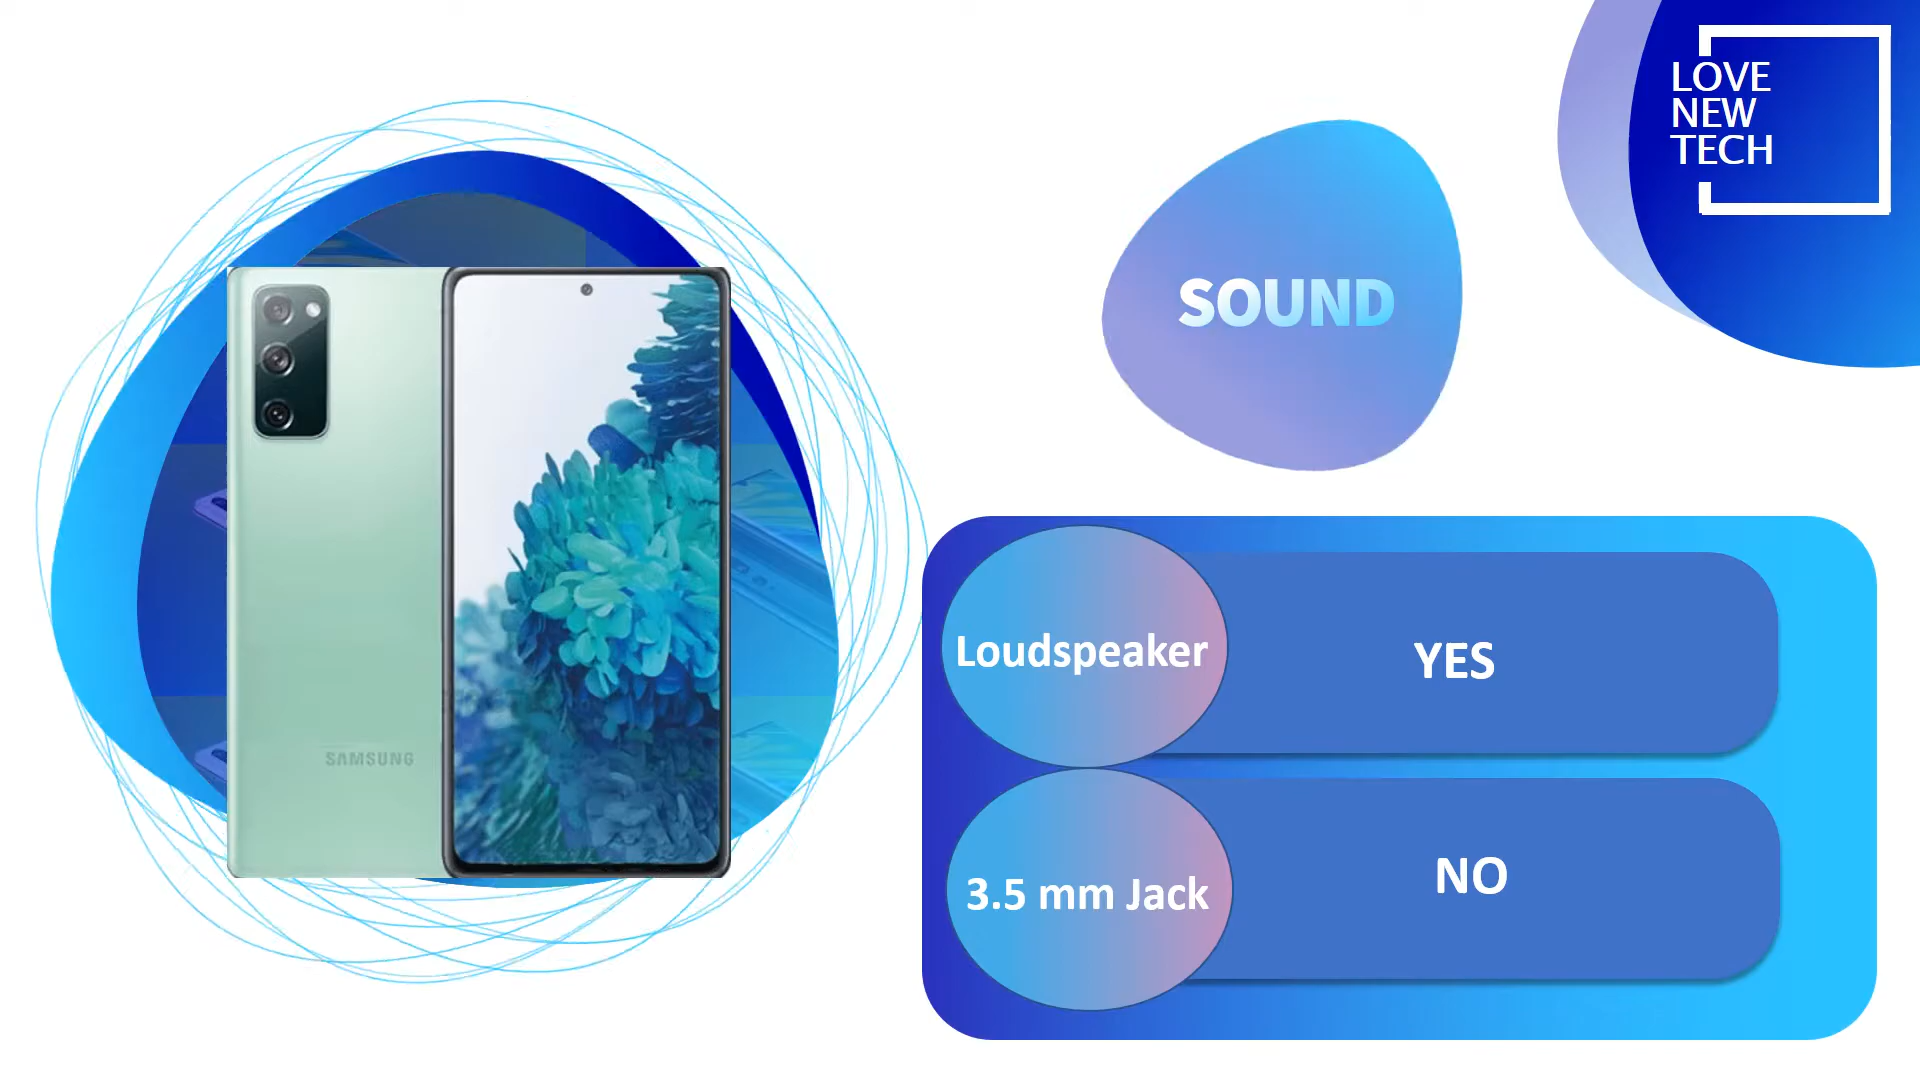 LOVE
NEW
TECH
SOUND
SAMSUNG
Loudspeaker
YES
3.5 mm Jack
NO